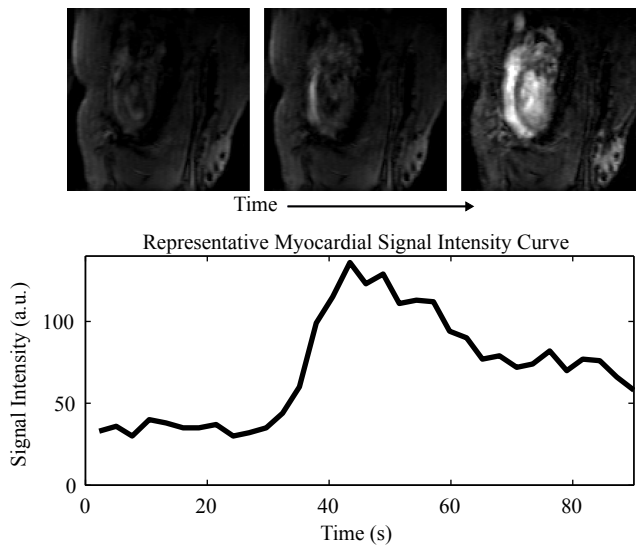 Time
Representative Myocardial Signal Intensity Curve
Signal Intensity (a.u.)
100
50
0
0 20 40 60 80
Time (s)